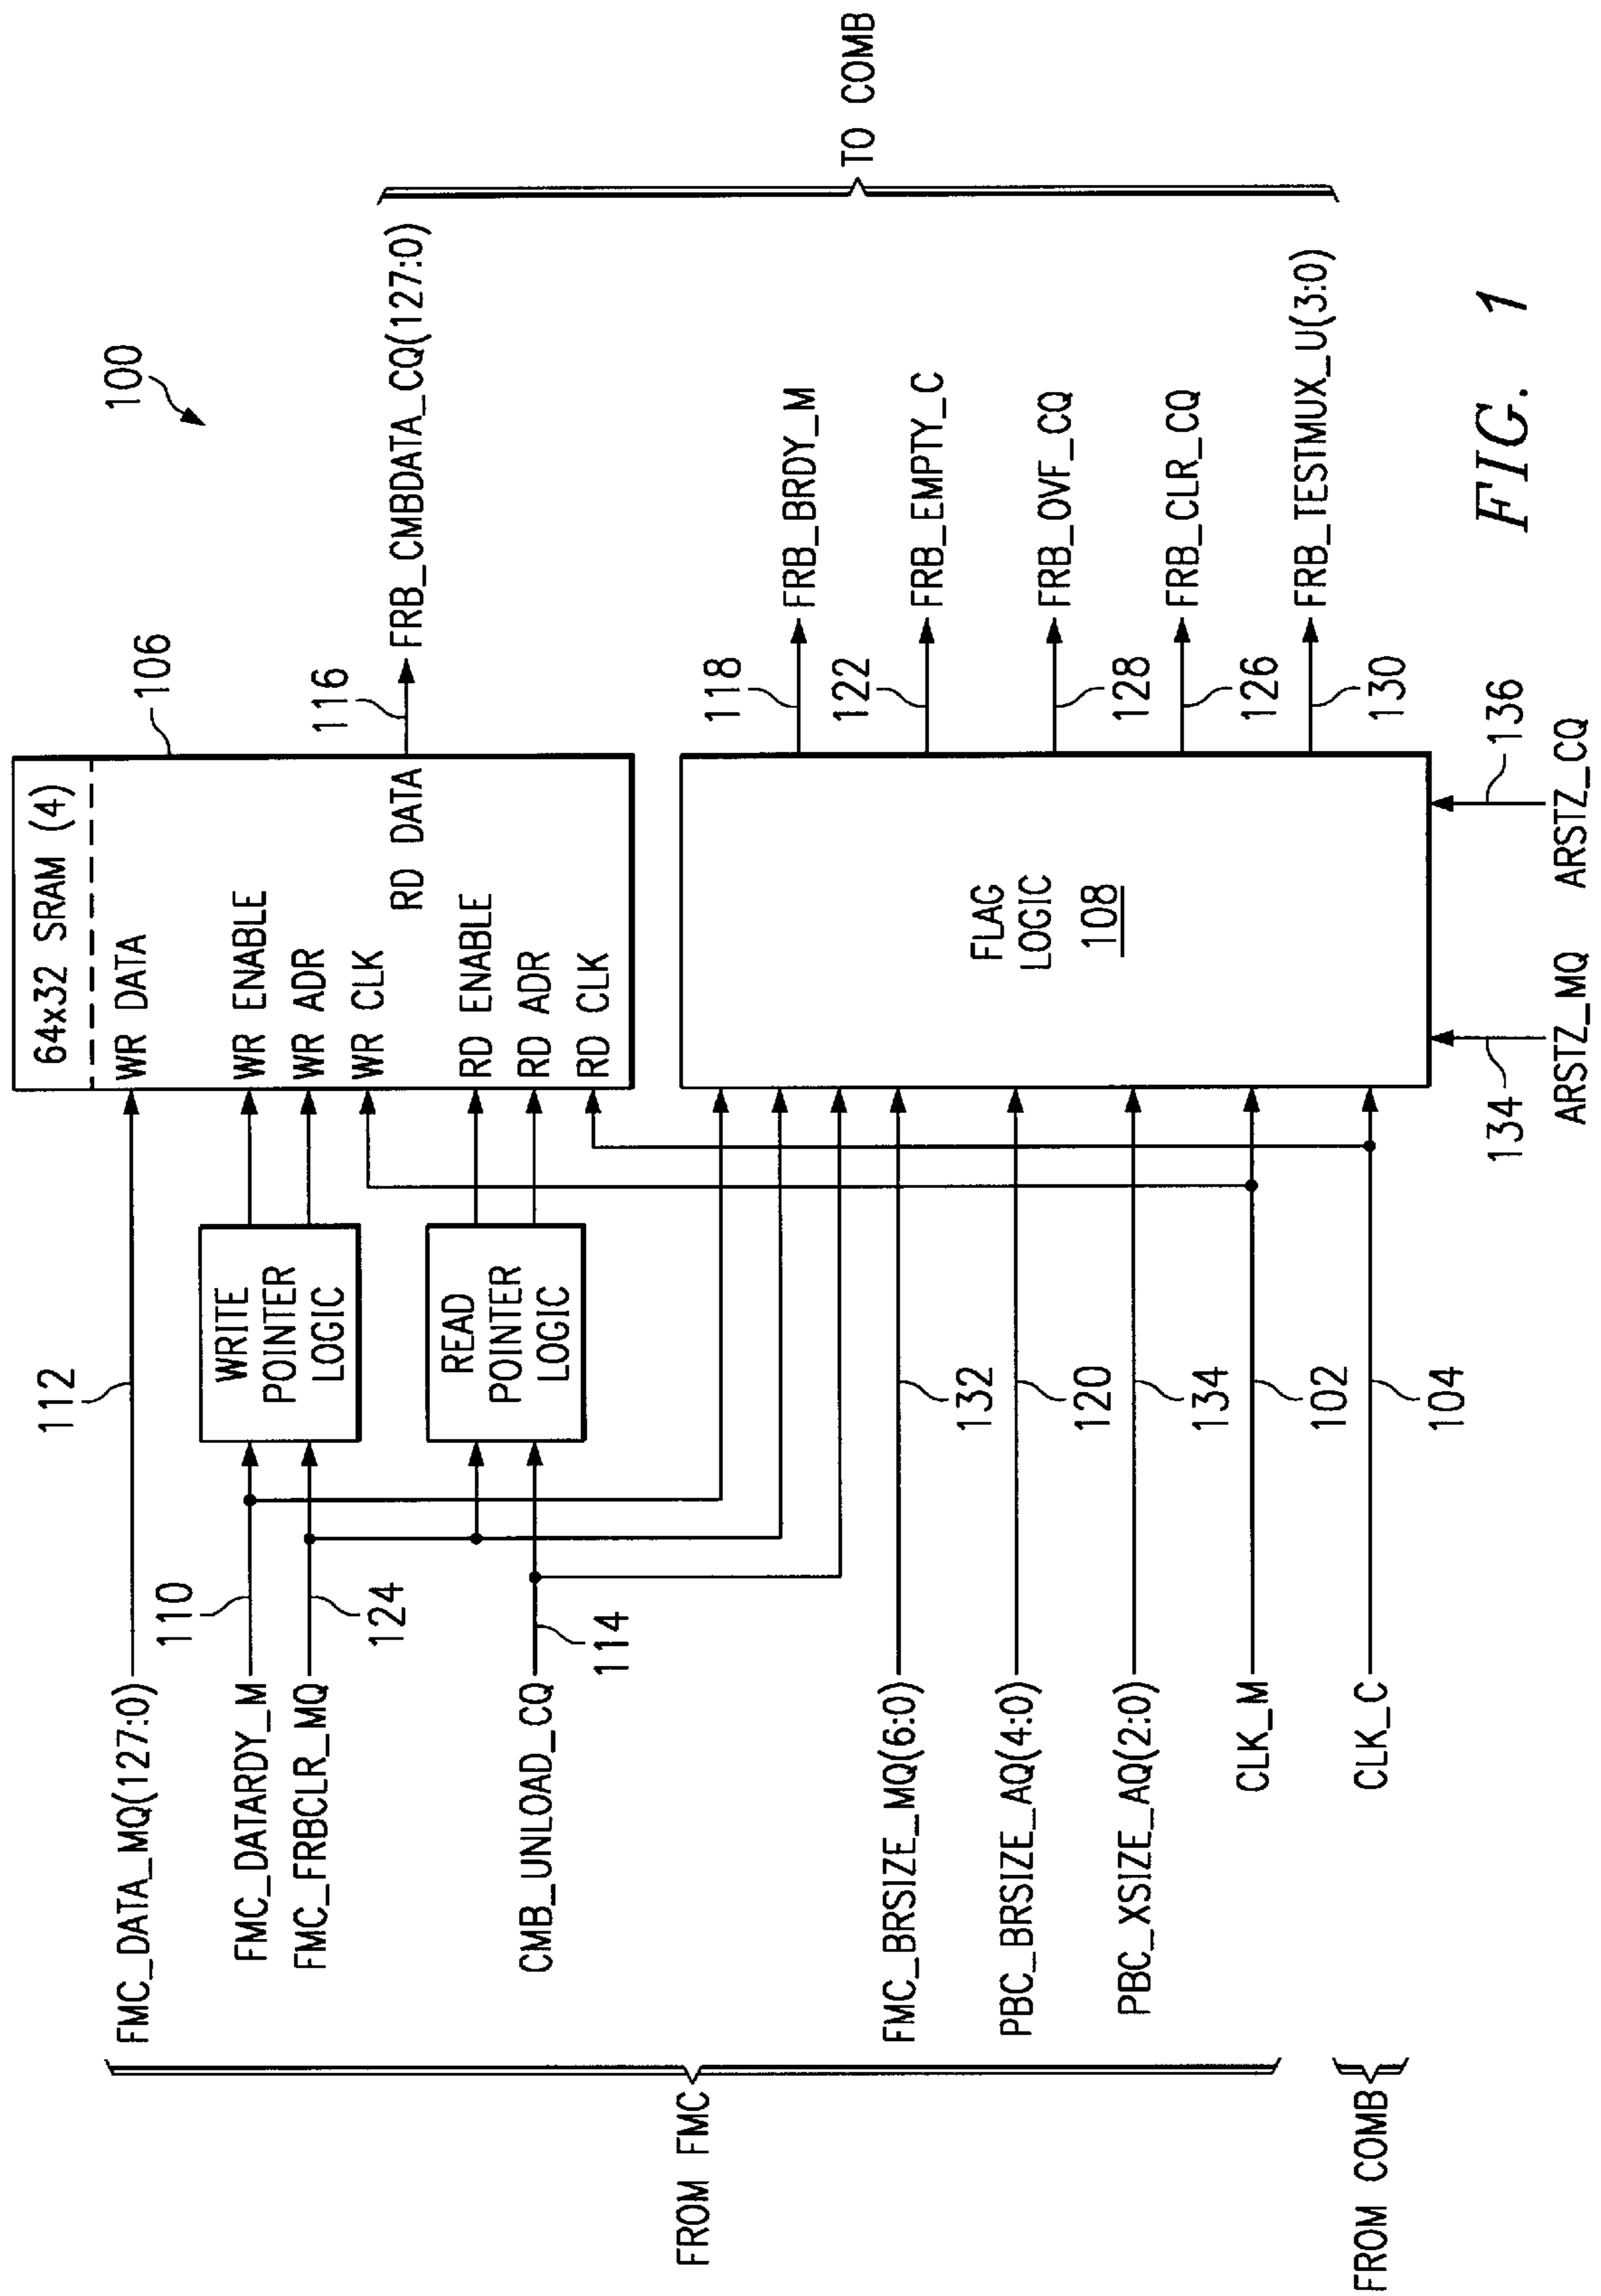 100
64x32 SRAM (4)
106
WR DATA
WR ENABLE
WR ADR
WR CLK
RD DATA
RD ENABLE
RD ADR
RD CLK
112
FMC_DATA_MQ(127:0)
110
FMC_DATARDY_M
FMC_FRBCLR_MQ
124
WRITE
POINTER
LOGIC
READ
POINTER
LOGIC
CMB_UNLOAD_CQ
114
116
FRB_CMBDATA_CQ(127:0)
FROM FMC
TO COMB
FMC_BRSIZE_MQ(6:0)
132
PBC_BRSIZE_AQ(4:0)
120
PBC_XSIZE_AQ(2:0)
134
CLK_M
102
FROM COMB
CLK_C
104
FLAG
LOGIC
108
118
FRB_BRDY_M
122
FRB_EMPTY_C
128
FRB_OVF_CQ
126
FRB_CLR_CQ
130
FRB_TESTMUX_U(3:0)
134
ARSTZ_MQ
136
ARSTZ_CQ
FIG. 1